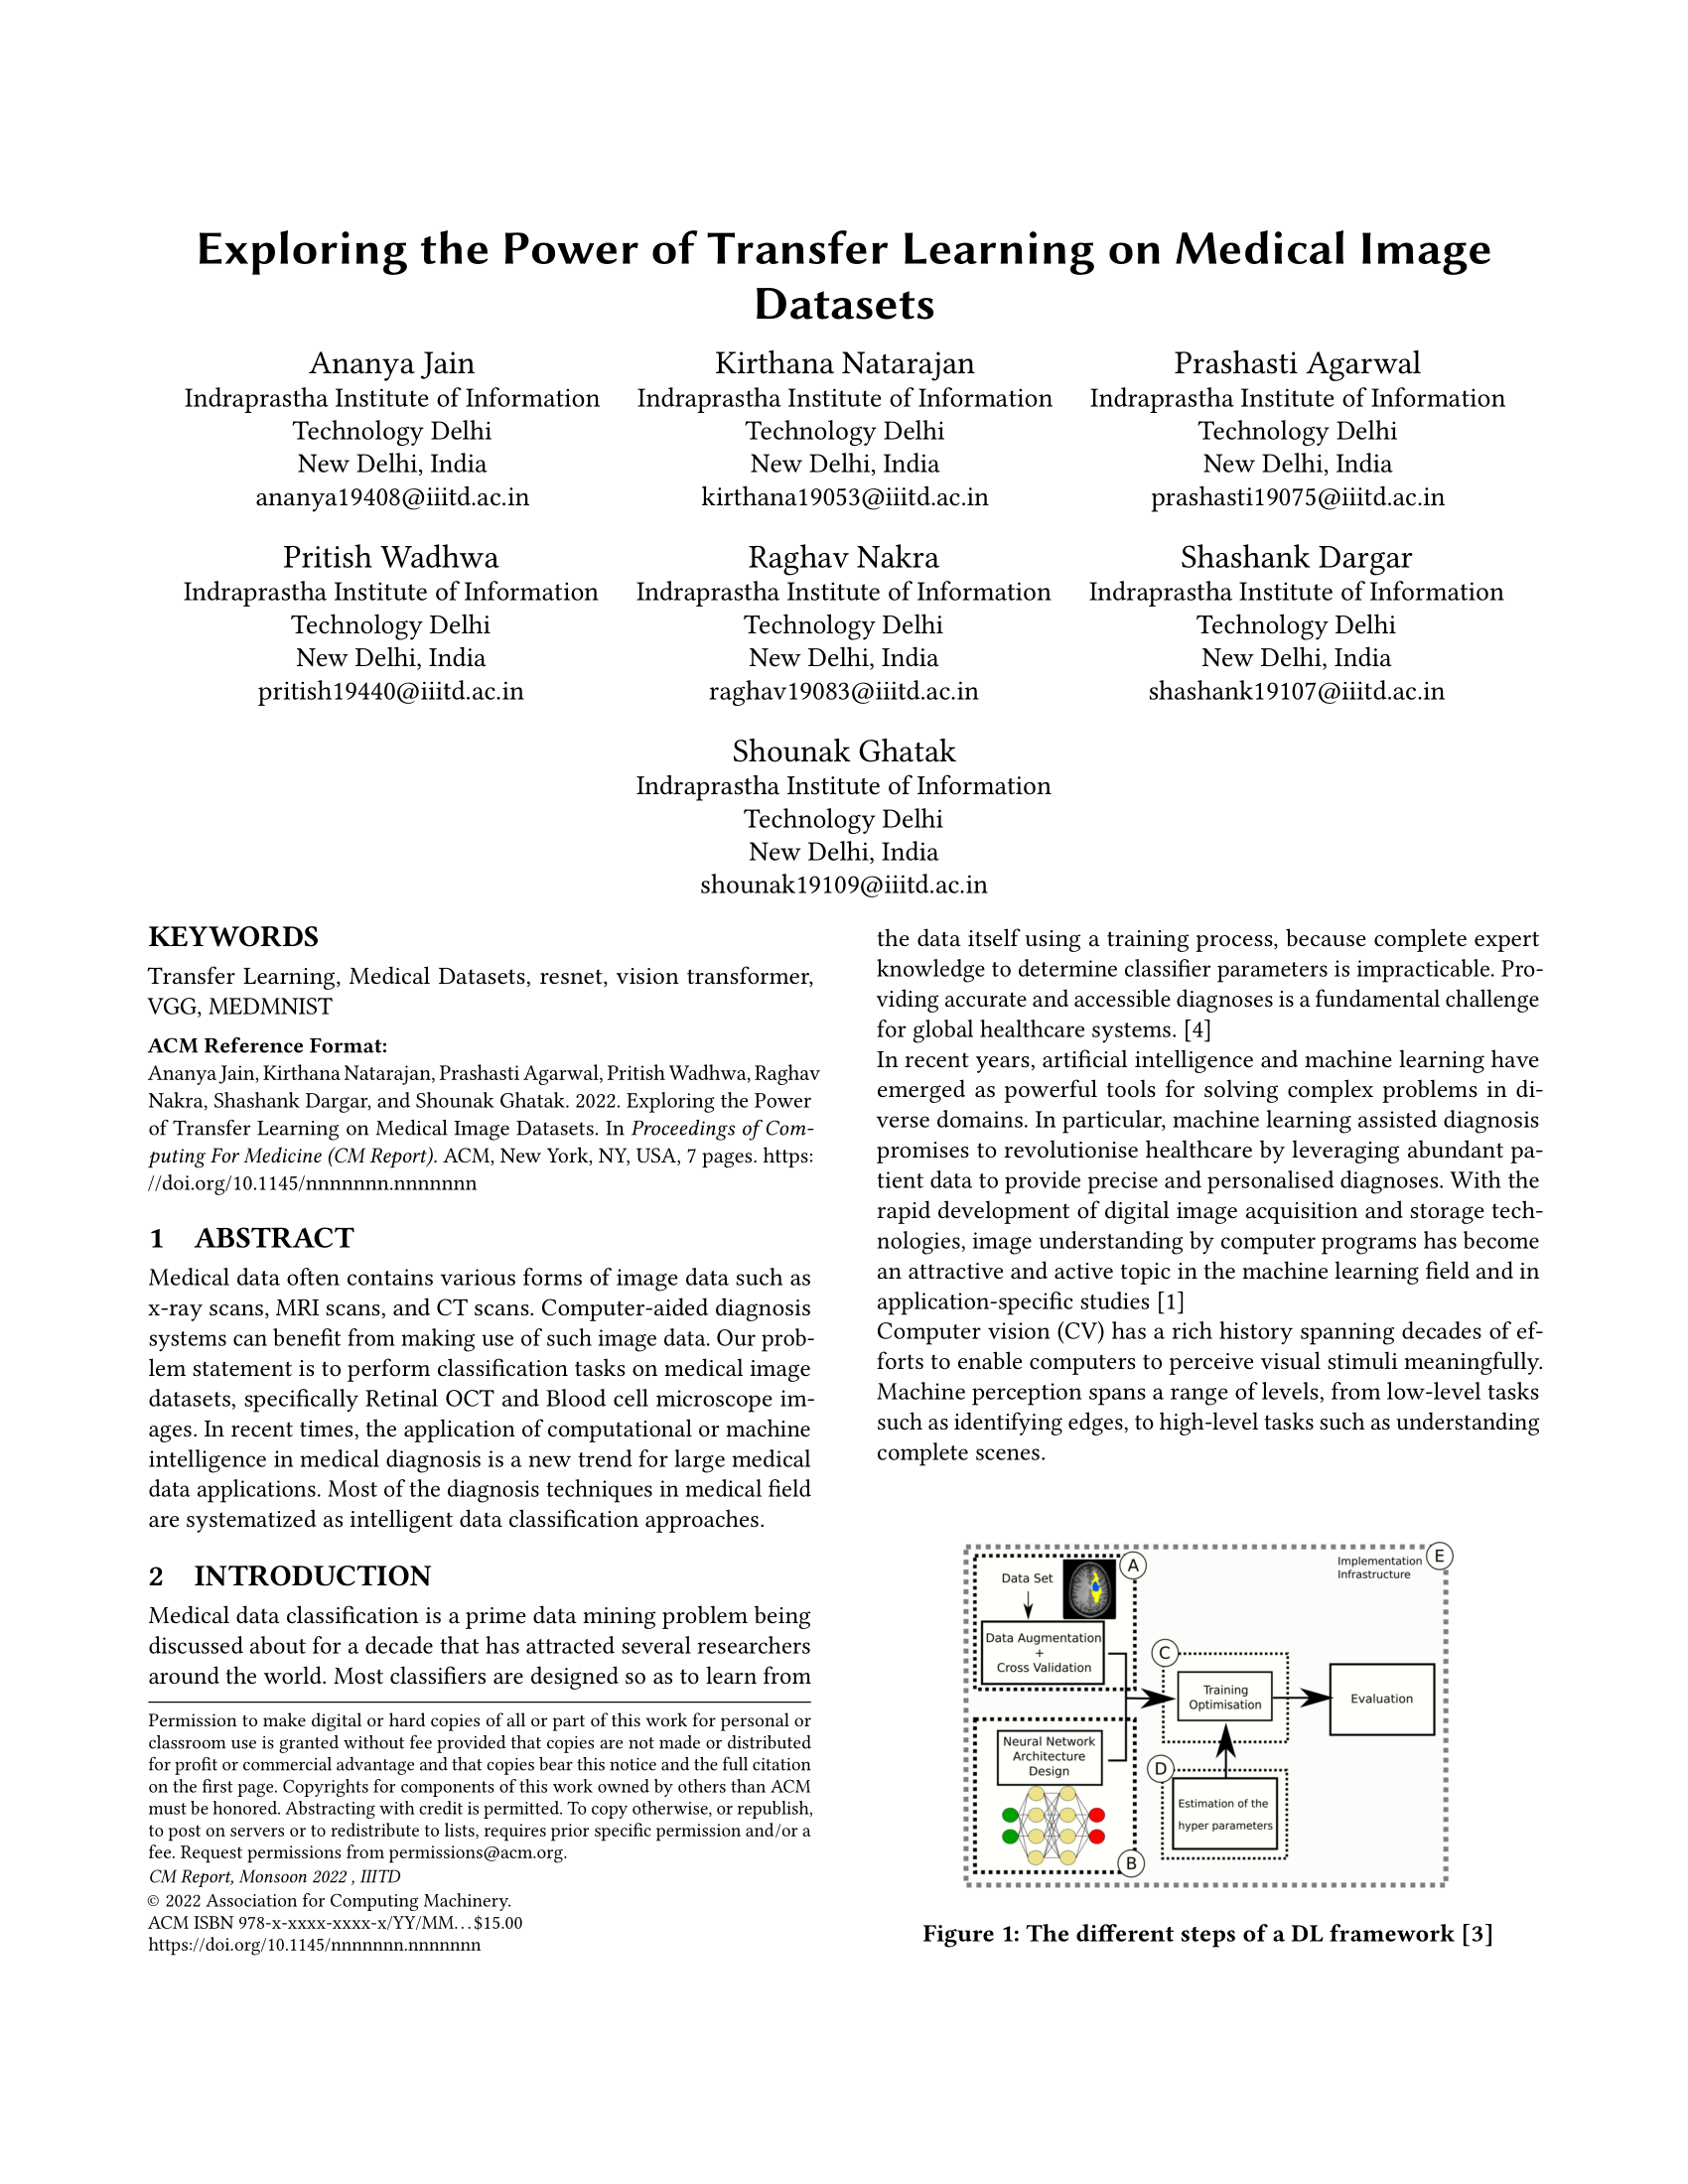 Exploring the Power of Transfer Learning on Medical Image
Datasets
Ananya Jain
Indraprastha Institute of Information
Technology Delhi
New Delhi, India
ananya19408@iiitd.ac.in
Kirthana Natarajan
Indraprastha Institute of Information
Technology Delhi
New Delhi, India
kirthana19053@iiitd.ac.in
Prashasti Agarwal
Indraprastha Institute of Information
Technology Delhi
New Delhi, India
prashasti19075@iiitd.ac.in
Pritish Wadhwa
Indraprastha Institute of Information
Technology Delhi
New Delhi, India
pritish19440@iiitd.ac.in
Raghav Nakra
Indraprastha Institute of Information
Technology Delhi
New Delhi, India
raghav19083@iiitd.ac.in
Shashank Dargar
Indraprastha Institute of Information
Technology Delhi
New Delhi, India
shashank19107@iiitd.ac.in
Shounak Ghatak
Indraprastha Institute of Information
Technology Delhi
New Delhi, India
shounak19109@iiitd.ac.in
KEYWORDS
Transfer Learning, Medical Datasets, resnet, vision transformer,
VGG, MEDMNIST
ACM Reference Format:
Ananya Jain, Kirthana Natarajan, Prashasti Agarwal, Pritish Wadhwa, Raghav
Nakra, Shashank Dargar, and Shounak Ghatak. 2022. Exploring the Power
of Transfer Learning on Medical Image Datasets. In Proceedings of Com-
puting For Medicine (CM Report). ACM, New York, NY, USA, 7 pages. https:
//doi.org/10.1145/nnnnnnn.nnnnnnn
1 ABSTRACT
Medical data often contains various forms of image data such as
x-ray scans, MRI scans, and CT scans. Computer-aided diagnosis
systems can benefit from making use of such image data. Our prob-
lem statement is to perform classification tasks on medical image
datasets, specifically Retinal OCT and Blood cell microscope im-
ages. In recent times, the application of computational or machine
intelligence in medical diagnosis is a new trend for large medical
data applications. Most of the diagnosis techniques in medical field
are systematized as intelligent data classification approaches.
2 INTRODUCTION
Medical data classification is a prime data mining problem being
discussed about for a decade that has attracted several researchers
around the world. Most classifiers are designed so as to learn from
Permission to make digital or hard copies of all or part of this work for personal or
classroom use is granted without fee provided that copies are not made or distributed
for profit or commercial advantage and that copies bear this notice and the full citation
on the first page. Copyrights for components of this work owned by others than ACM
must be honored. Abstracting with credit is permitted. To copy otherwise, or republish,
to post on servers or to redistribute to lists, requires prior specific permission and/or a
fee. Request permissions from permissions@acm.org.
CM Report, Monsoon 2022 , IIITD
© 2022 Association for Computing Machinery.
ACM ISBN 978-x-xxxx-xxxx-x/YY/MM...$15.00
https://doi.org/10.1145/nnnnnnn.nnnnnnn
the data itself using a training process, because complete expert
knowledge to determine classifier parameters is impracticable. Pro-
viding accurate and accessible diagnoses is a fundamental challenge
for global healthcare systems. [4]
In recent years, artificial intelligence and machine learning have
emerged as powerful tools for solving complex problems in di-
verse domains. In particular, machine learning assisted diagnosis
promises to revolutionise healthcare by leveraging abundant pa-
tient data to provide precise and personalised diagnoses. With the
rapid development of digital image acquisition and storage tech-
nologies, image understanding by computer programs has become
an attractive and active topic in the machine learning field and in
application-specific studies [1]
Computer vision (CV) has a rich history spanning decades of ef-
forts to enable computers to perceive visual stimuli meaningfully.
Machine perception spans a range of levels, from low-level tasks
such as identifying edges, to high-level tasks such as understanding
complete scenes.
A
Data Set
Data Augmentation
+
Cross Validation
Neural Network
Architecture
Design
B
C
Training
Optimisation
D
Estimation of the
hyper parameters
Evaluation
Implementation
Infrastructure
E
Figure 1: The different steps of a DL framework [3]